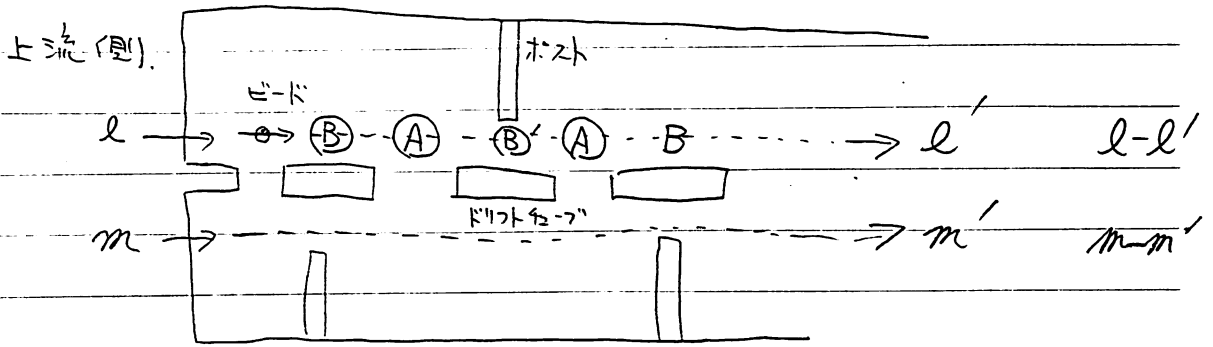 上流側.
ポスト
ビード
l → B A B' A B → l' l-l'
ドリフトチューブ
m → → m' m-m'